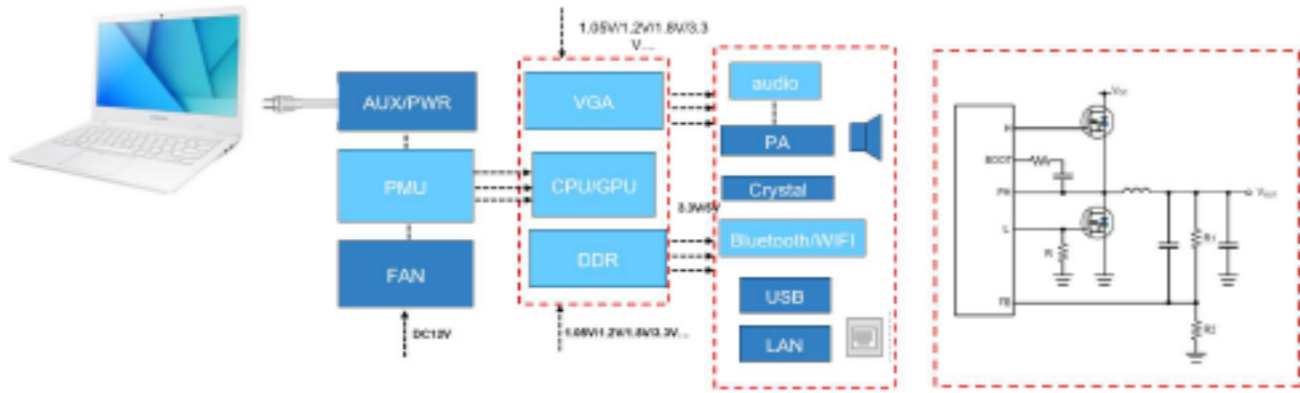 1.05V/1.2V/1.8V/3.3
V....
AUX/PWR
VGA
audio
PA
PMU
CPU/GPU
Crystal
3.3V/5V
Bluetooth/WIFI
DDR
FAN
USB
DC12V
1.05V/1.2V/1.8V/3.3V....
LAN
VCC
H
BOOT
PH
VOUT
L
R
R1
FB
R2